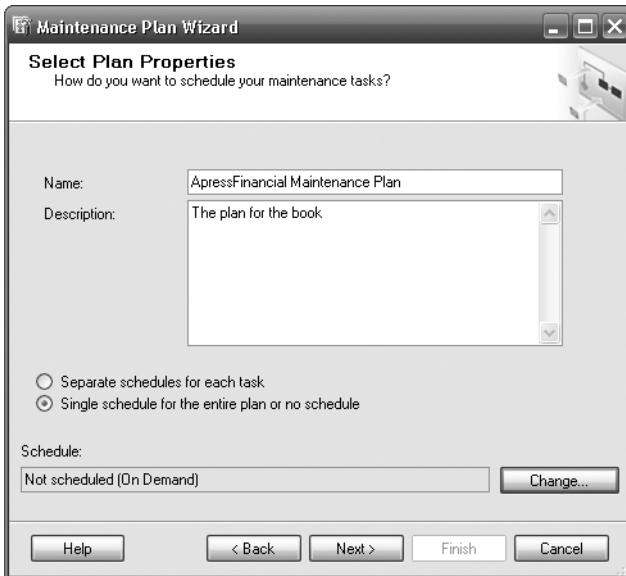 Maintenance Plan Wizard
Select Plan Properties
How do you want to schedule your maintenance tasks?
Name:
ApressFinancial Maintenance Plan
Description:
The plan for the book
Separate schedules for each task
Single schedule for the entire plan or no schedule
Schedule:
Not scheduled (On Demand)
Change...
Help
< Back
Next >
Finish
Cancel